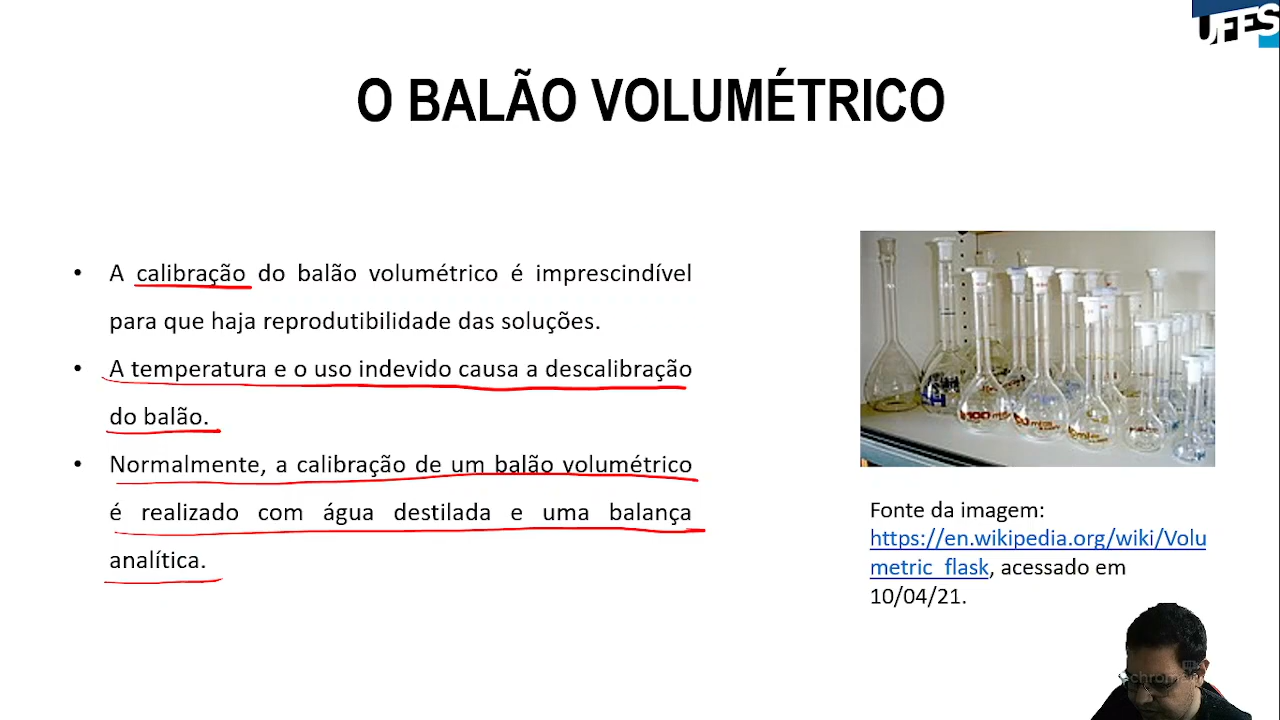 UFES
O BALÃO VOLUMÉTRICO
• A calibração do balão volumétrico é imprescindível
para que haja reprodutibilidade das soluções.
• A temperatura e o uso indevido causa a descalibração
do balão.
• Normalmente, a calibração de um balão volumétrico
é realizado com água destilada e uma balança
analítica.
Fonte da imagem:
https://en.wikipedia.org/wiki/Volu
metric_flask, acessado em
10/04/21.